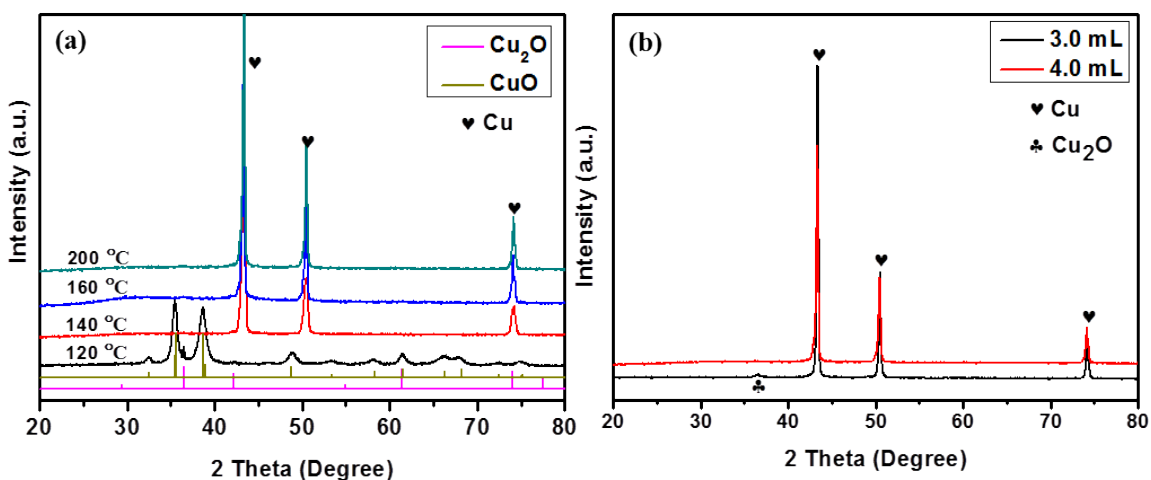 (a)
Cu2O
CuO
♥ Cu
200 °C
160 °C
140 °C
120 °C
Intensity (a.u.)
20 30 40 50 60 70 80
2 Theta (Degree)
(b)
3.0 mL
4.0 mL
♥ Cu
♣ Cu2O
Intensity (a.u.)
20 30 40 50 60 70 80
2 Theta (Degree)